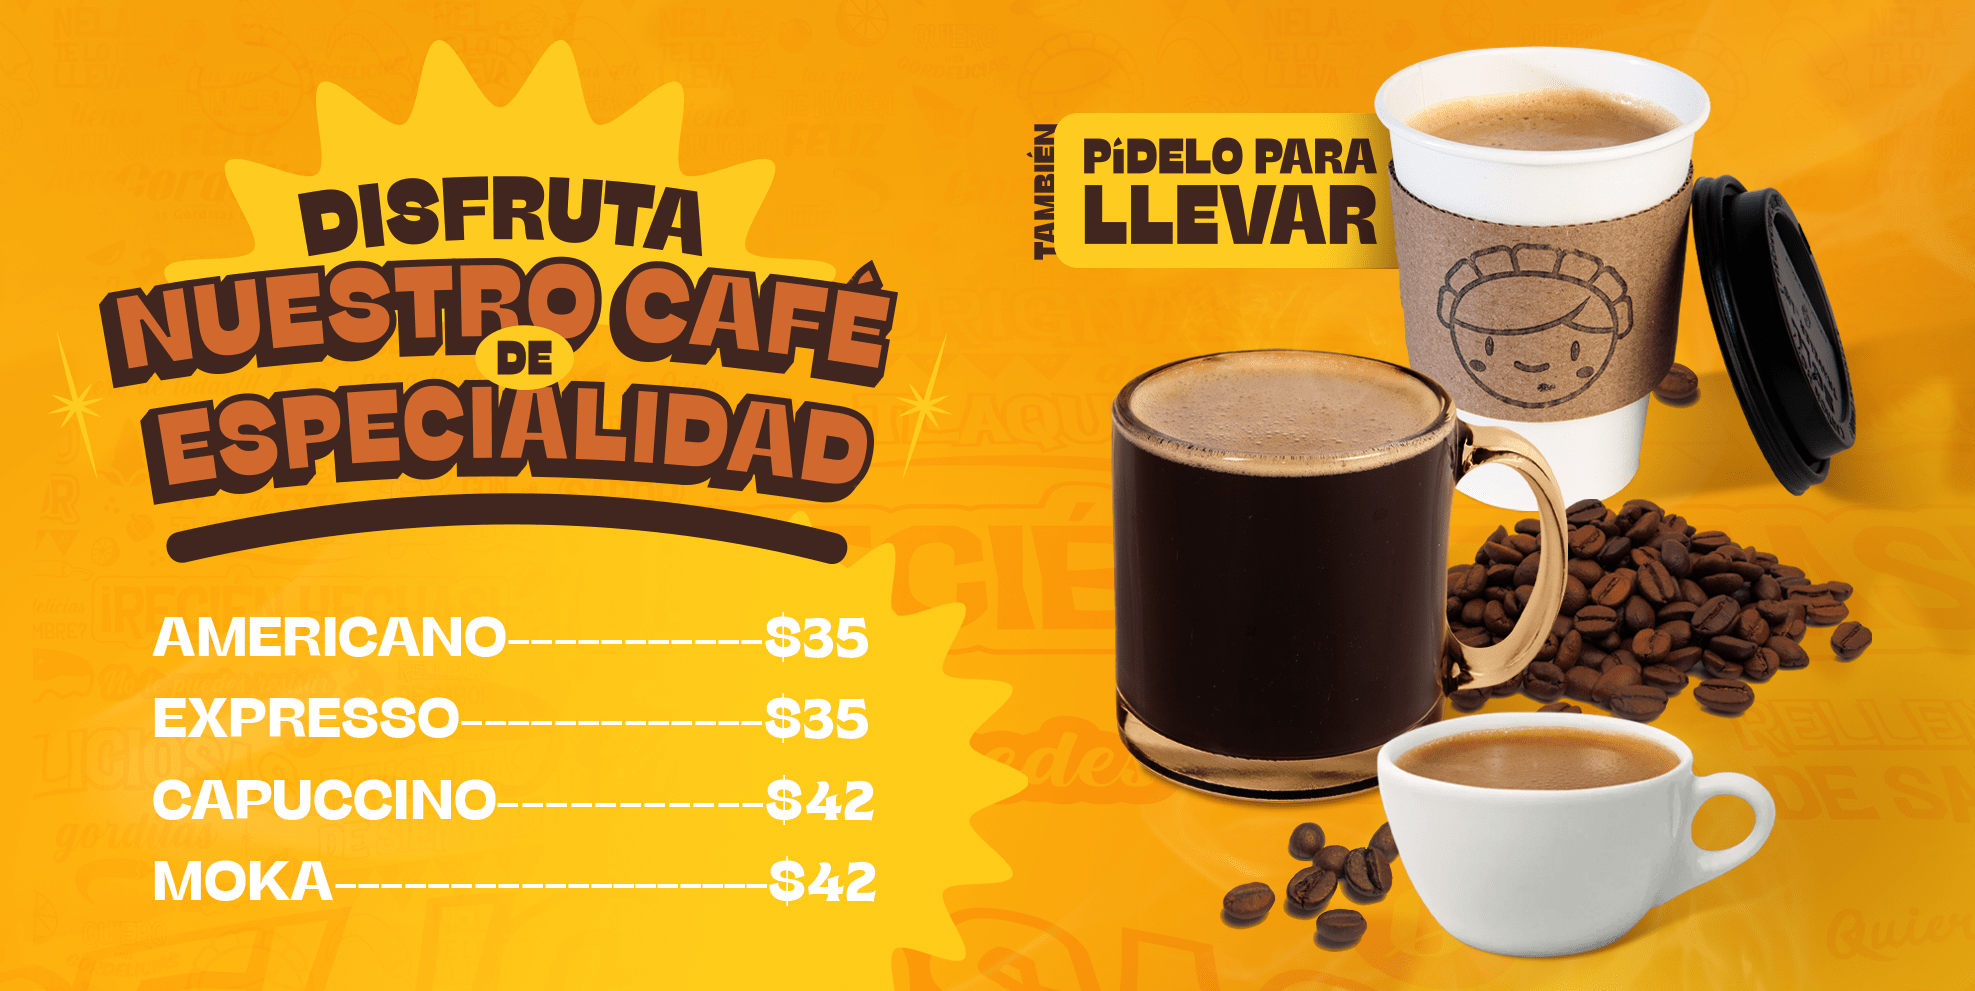 DISFRUTA
NUESTRO CAFÉ
DE
ESPECIALIDAD
AMERICANO-----------$35
EXPRESSO-------------$35
CAPUCCINO-----------$42
MOKA-------------------$42
TAMBIÉN
PÍDELO PARA
LLEVAR